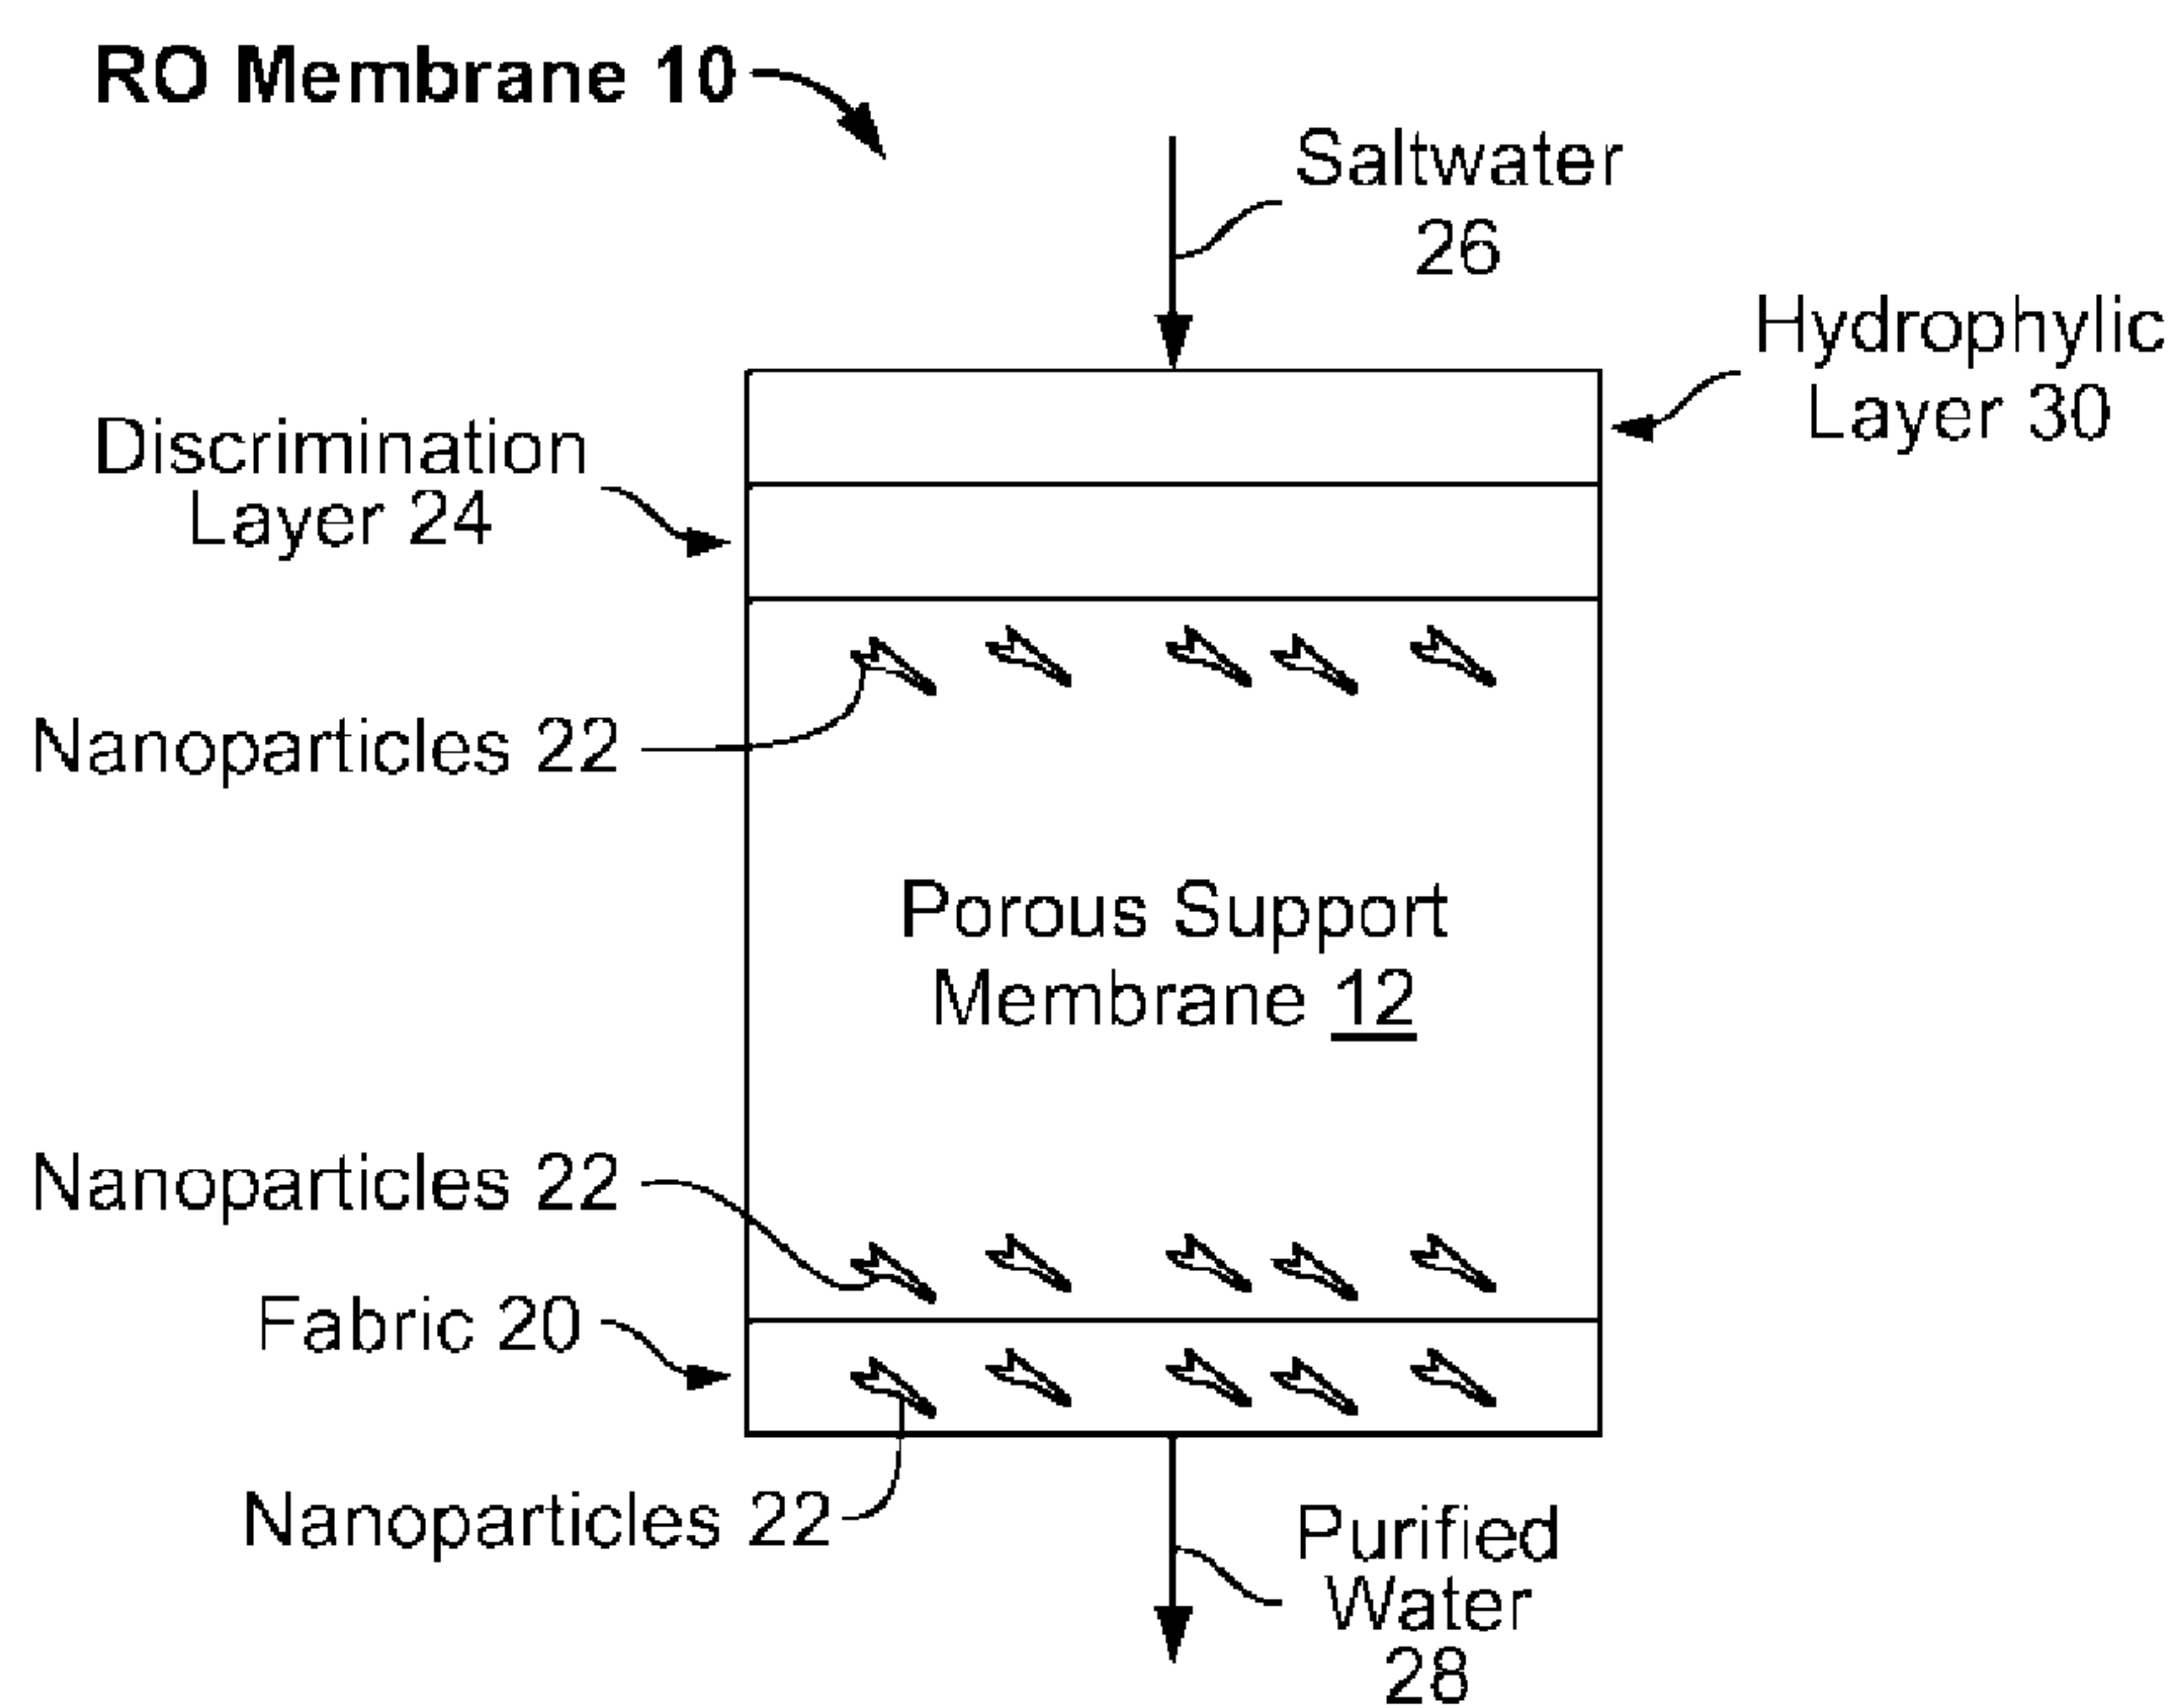 RO Membrane 10
Saltwater
26
Hydrophylic
Layer 30
Discrimination
Layer 24
Nanoparticles 22
Porous Support
Membrane 12
Nanoparticles 22
Fabric 20
Nanoparticles 22
Purified
Water
28